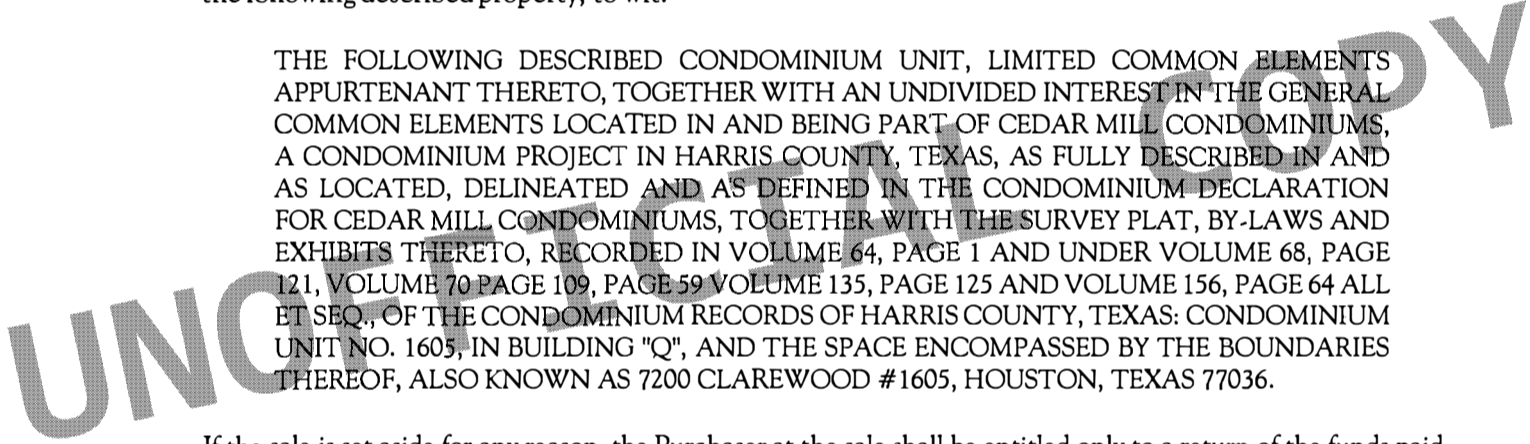 the following described property, to wit:
THE FOLLOWING DESCRIBED CONDOMINIUM UNIT, LIMITED COMMON ELEMENTS
APPURTENANT THERETO, TOGETHER WITH AN UNDIVIDED INTEREST IN THE GENERAL
COMMON ELEMENTS LOCATED IN AND BEING PART OF CEDAR MILL CONDOMINIUMS,
A CONDOMINIUM PROJECT IN HARRIS COUNTY, TEXAS, AS FULLY DESCRIBED IN AND
AS LOCATED, DELINEATED AND AS DEFINED IN THE CONDOMINIUM DECLARATION
FOR CEDAR MILL CONDOMINIUMS, TOGETHER WITH THE SURVEY PLAT, BY-LAWS AND
EXHIBITS THERETO, RECORDED IN VOLUME 64, PAGE 1 AND UNDER VOLUME 68, PAGE
121, VOLUME 70 PAGE 109, PAGE 59 VOLUME 135, PAGE 125 AND VOLUME 156, PAGE 64 ALL
ET SEQ., OF THE CONDOMINIUM RECORDS OF HARRIS COUNTY, TEXAS: CONDOMINIUM
UNIT NO. 1605, IN BUILDING "Q", AND THE SPACE ENCOMPASSED BY THE BOUNDARIES
THEREOF, ALSO KNOWN AS 7200 CLAREWOOD #1605, HOUSTON, TEXAS 77036.
If the sale is set aside for any reason, the Purchaser at the sale shall be entitled only to a return of the funds paid
UNOFFICIAL COPY